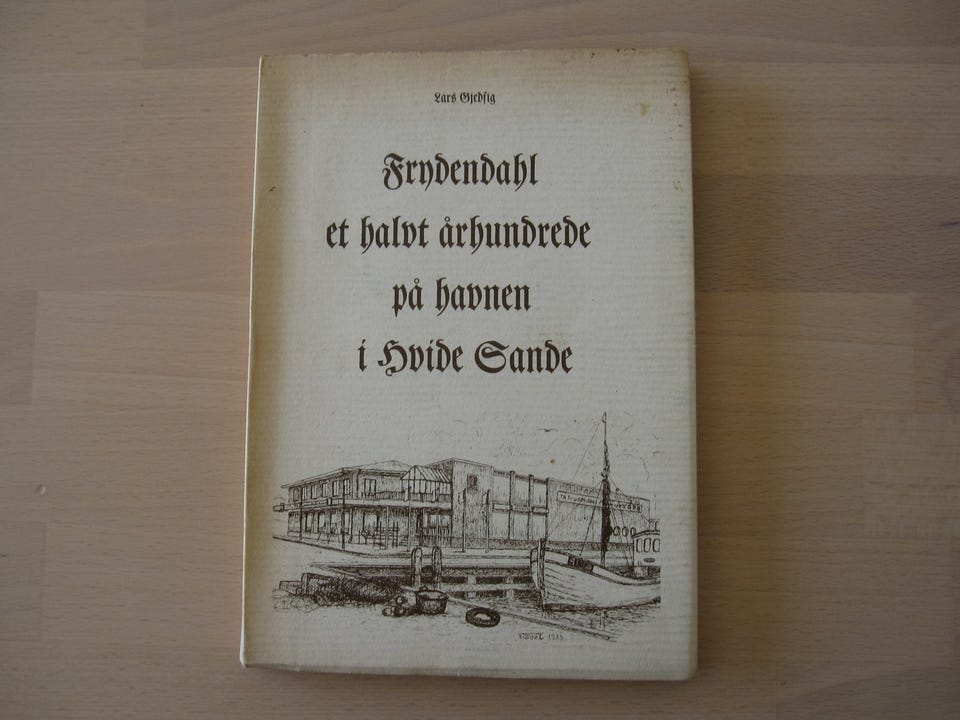 Lars Gjedsig
Frydendahl
et halvt århundrede
på havnen
i Hvide Sande